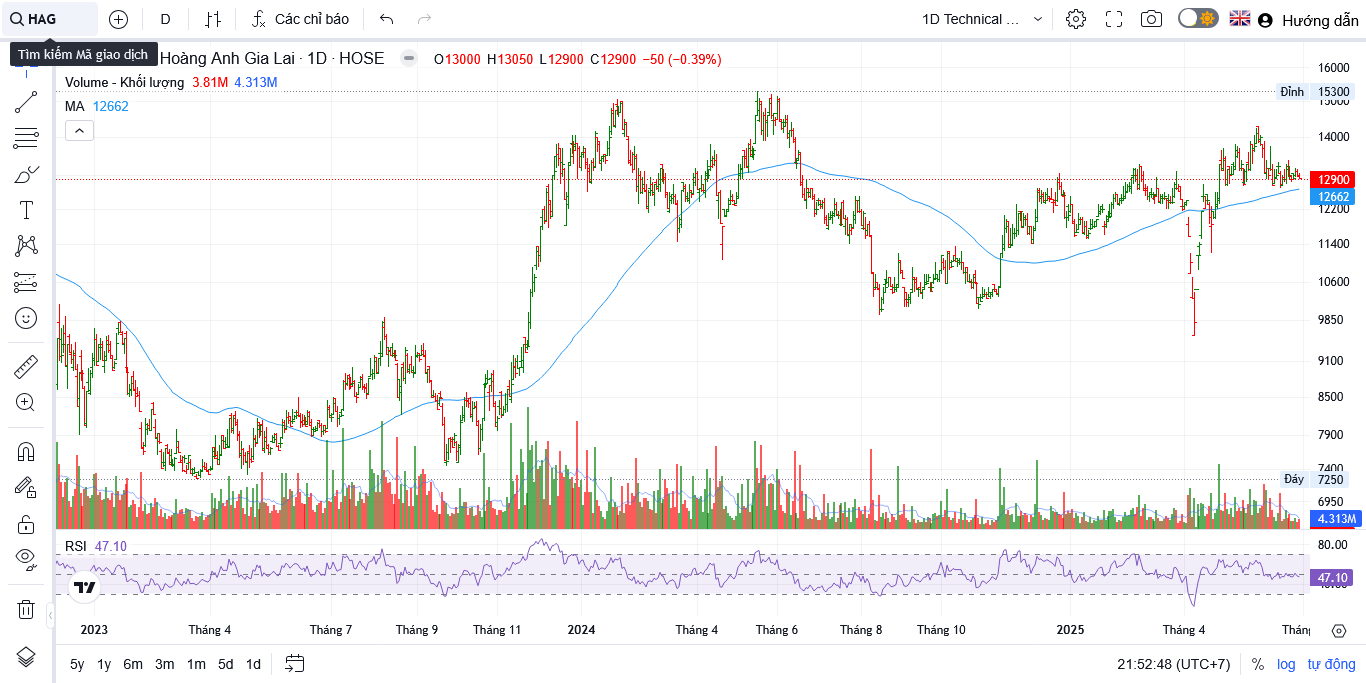 HAG
D
Các chỉ báo
1D Technical ...
Hướng dẫn
Tìm kiếm Mã giao dịch
Hoàng Anh Gia Lai · 1D · HOSE
O13000 H13050 L12900 C12900 −50 (−0.39%)
Volume - Khối lượng 3.81M 4.313M
MA 12662
16000
Đỉnh 15300
15000
14000
12900
12662
12200
11400
10600
9850
9100
8500
7900
7400
Đáy 7250
6950
4.313M
RSI 47.10
80.00
47.10
2023
Tháng 4
Tháng 7
Tháng 9
Tháng 11
2024
Tháng 4
Tháng 6
Tháng 8
Tháng 10
2025
Tháng 4
Tháng
5y 1y 6m 3m 1m 5d 1d
21:52:48 (UTC+7)
%
log
tự động